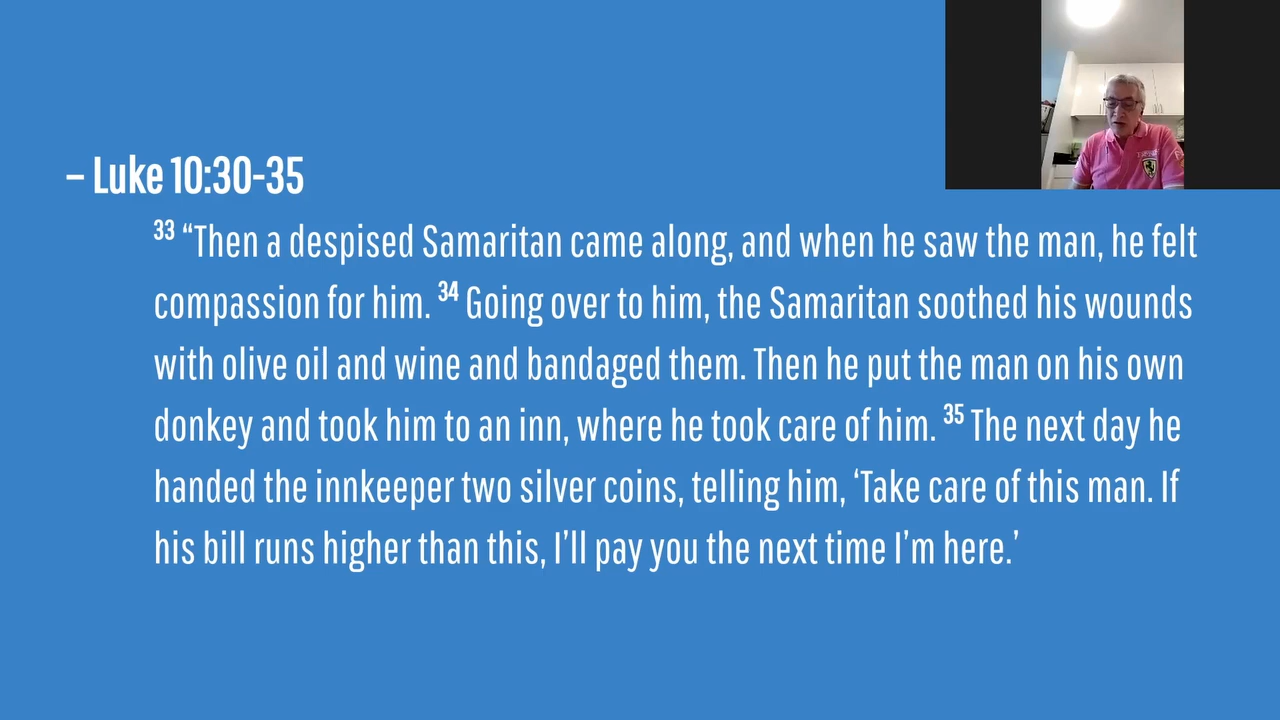 – Luke 10:30-35
33 “Then a despised Samaritan came along, and when he saw the man, he felt
compassion for him. 34 Going over to him, the Samaritan soothed his wounds
with olive oil and wine and bandaged them. Then he put the man on his own
donkey and took him to an inn, where he took care of him. 35 The next day he
handed the innkeeper two silver coins, telling him, ‘Take care of this man. If
his bill runs higher than this, I’ll pay you the next time I’m here.’